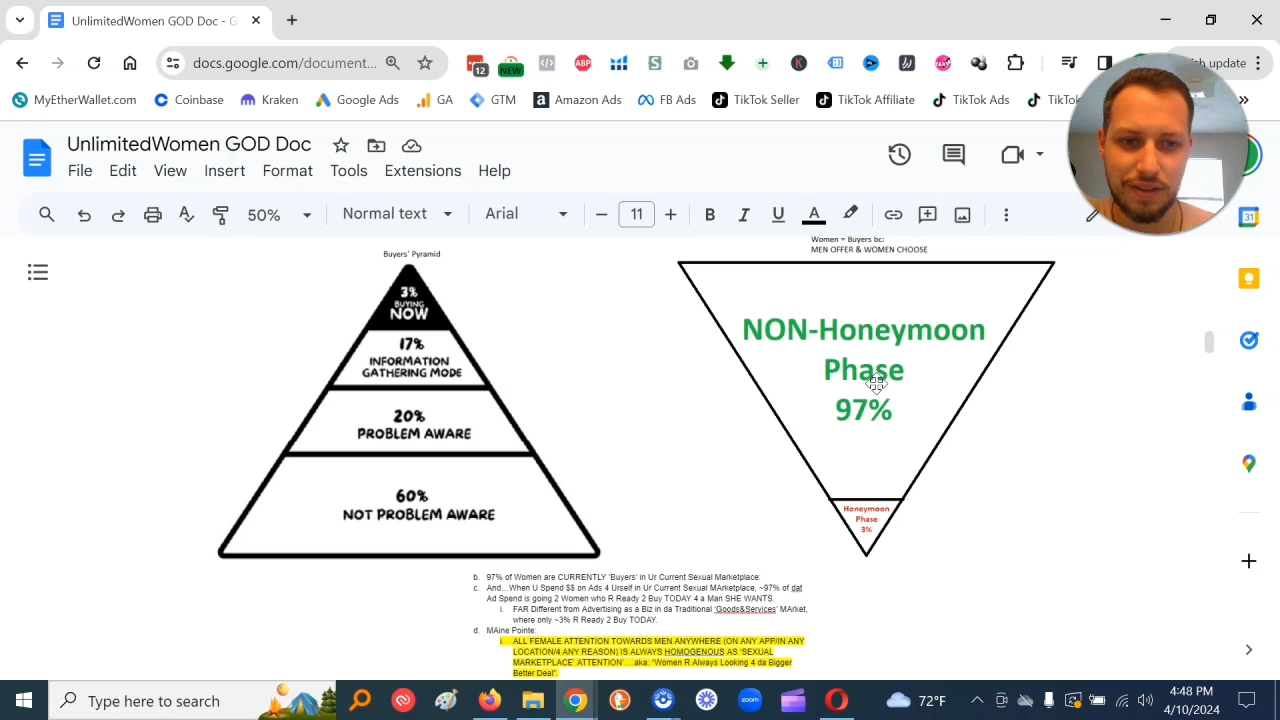 UnlimitedWomen GOD Doc - G
docs.google.com/document...
12
NEW
ABP
K
sh update
MyEtherWallet.com
Coinbase
Kraken
Google Ads
GA
GTM
Amazon Ads
FB Ads
TikTok Seller
TikTok Affiliate
TikTok Ads
TikTok
UnlimitedWomen GOD Doc
File Edit View Insert Format Tools Extensions Help
50% Normal text Arial 11 B I U A
31
Buyers' Pyramid
3%
BUYING
NOW
17%
INFORMATION
GATHERING MODE
20%
PROBLEM AWARE
60%
NOT PROBLEM AWARE
Women = Buyers bc:
MEN OFFER & WOMEN CHOOSE
NON-Honeymoon
Phase
97%
Honeymoon
Phase
3%
b. 97% of Women are CURRENTLY 'Buyers' in Ur Current Sexual Marketplace:
c. And...When U Spend $$ on Ads 4 Urself in Ur Current Sexual MArketplace, ~97% of dat
Ad Spend is going 2 Women who R Ready 2 Buy TODAY 4 a Man SHE WANTS.
i. FAR Different from Advertising as a Biz in da Traditional 'Goods&Services' MArket,
where only ~3% R Ready 2 Buy TODAY.
d. MAine Pointe:
i. ALL FEMALE ATTENTION TOWARDS MEN ANYWHERE (ON ANY APP/IN ANY
LOCATION/4 ANY REASON) IS ALWAYS HOMOGENOUS AS 'SEXUAL
MARKETPLACE' ATTENTION'....aka: "Women R Always Looking 4 da Bigger
Better Deal".
Type here to search
zoom
72°F
4:48 PM
4/10/2024